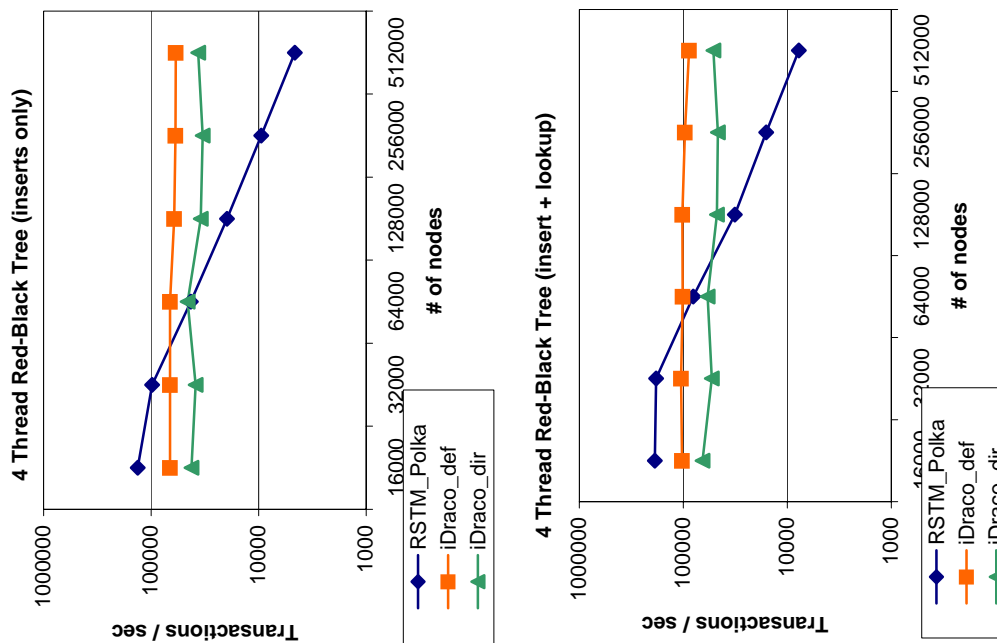 4 Thread Red-Black Tree (inserts only)
1000000
100000
10000
1000
Transactions / sec
16000
32000
64000
128000
256000
512000
# of nodes
RSTM_Polka
iDraco_def
iDraco_dir
4 Thread Red-Black Tree (insert + lookup)
1000000
100000
10000
1000
Transactions / sec
64000
128000
256000
512000
# of nodes
RSTM_Polka
iDraco_def